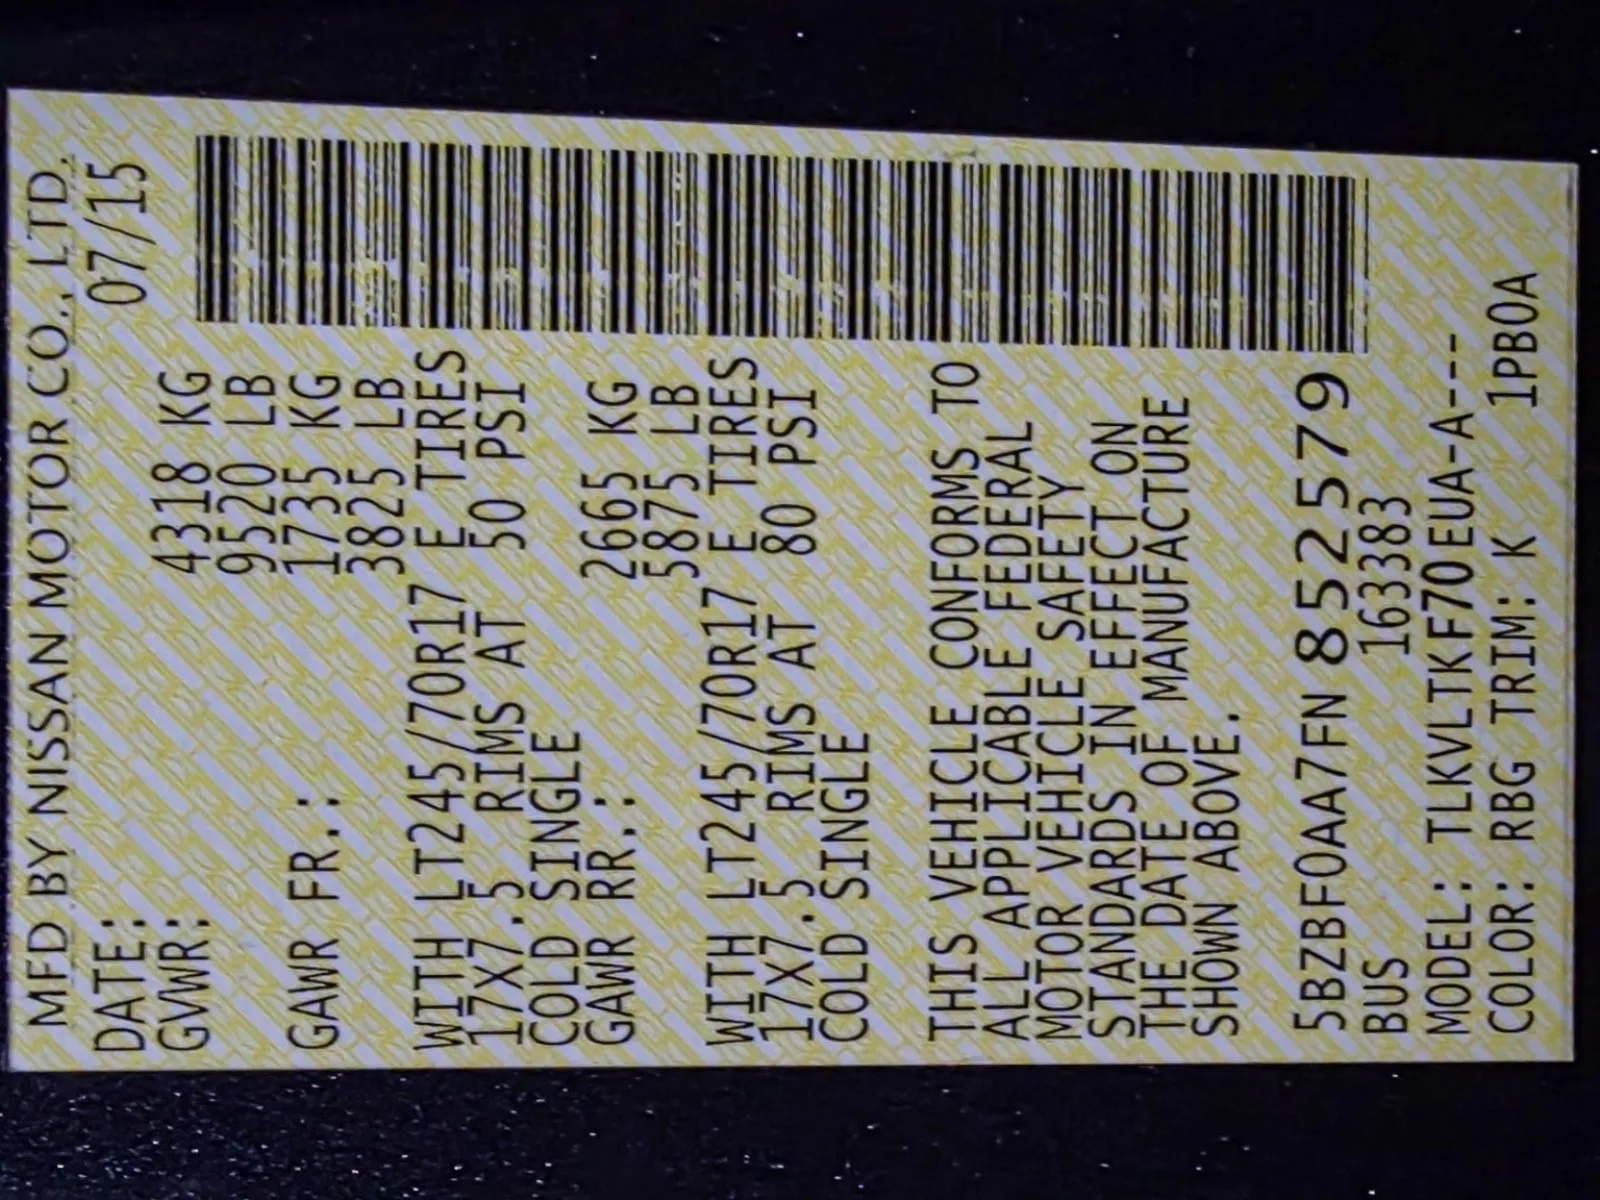 MFD BY NISSAN MOTOR CO., LTD.
DATE: 07/15
GVWR: 4318 KG
9520 LB
GAWR FR.: 1735 KG
3825 LB
WITH LT245/70R17 E TIRES
17X7.5 RIMS AT 50 PSI
COLD SINGLE
GAWR RR.: 2665 KG
5875 LB
WITH LT245/70R17 E TIRES
17X7.5 RIMS AT 80 PSI
COLD SINGLE
THIS VEHICLE CONFORMS TO
ALL APPLICABLE FEDERAL
MOTOR VEHICLE SAFETY
STANDARDS IN EFFECT ON
THE DATE OF MANUFACTURE
SHOWN ABOVE.
5BZBF0AA7FN 852579
BUS 163383
MODEL: TLKVLTKF70EUA-A---
COLOR: RBG TRIM: K 1PB0A